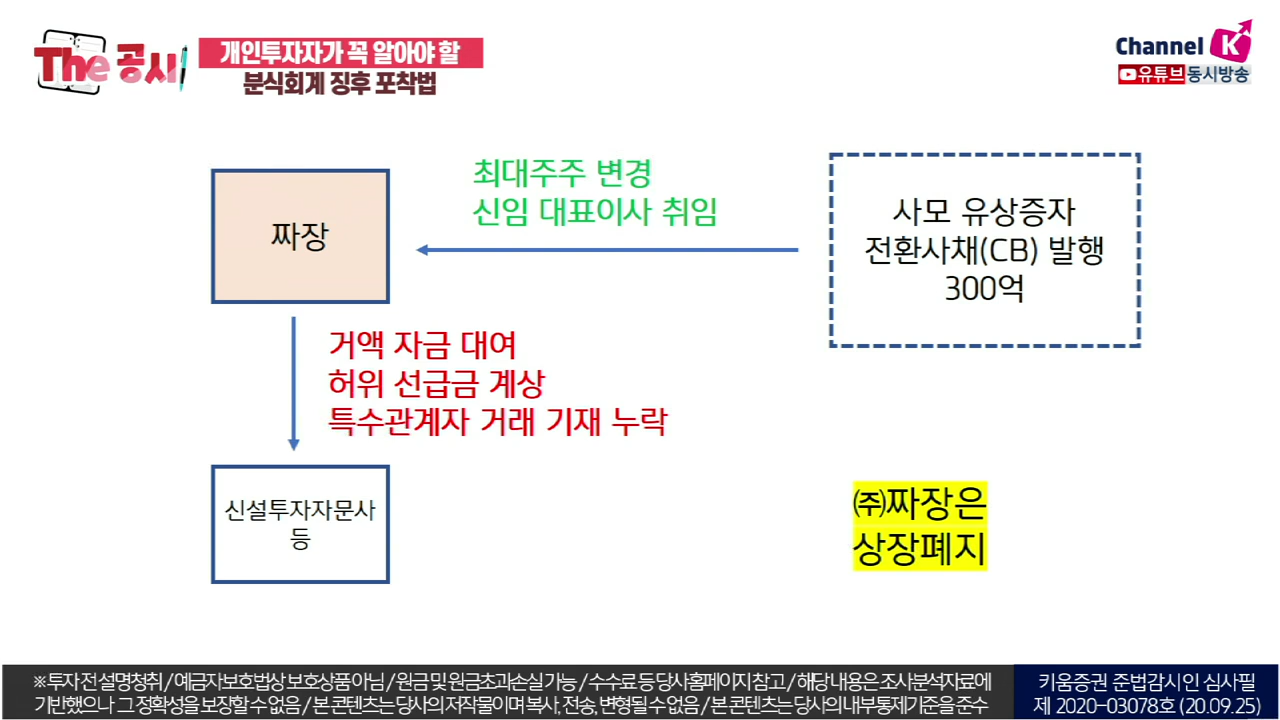 The 공시
개인투자자가 꼭 알아야 할
분식회계 징후 포착법
Channel K
유튜브동시방송
최대주주 변경
신임 대표이사 취임
짜장
사모 유상증자
전환사채(CB) 발행
300억
거액 자금 대여
허위 선급금 계상
특수관계자 거래 기재 누락
신설투자자문사
등
㈜짜장은
상장폐지
※투자 전 설명청취 / 예금자보호법상 보호상품 아님 / 원금 및 원금초과손실 가능 / 수수료 등 당사홈페이지 참고 / 해당 내용은 조사분석자료에
기반했으나 그 정확성을 보장할 수 없음 / 본 콘텐츠는 당사의 저작물이며 복사, 전송, 변형될 수 없음 / 본 콘텐츠는 당사의 내부통제기준을 준수
키움증권 준법감시인 심사필
제 2020-03078호 (20.09.25)